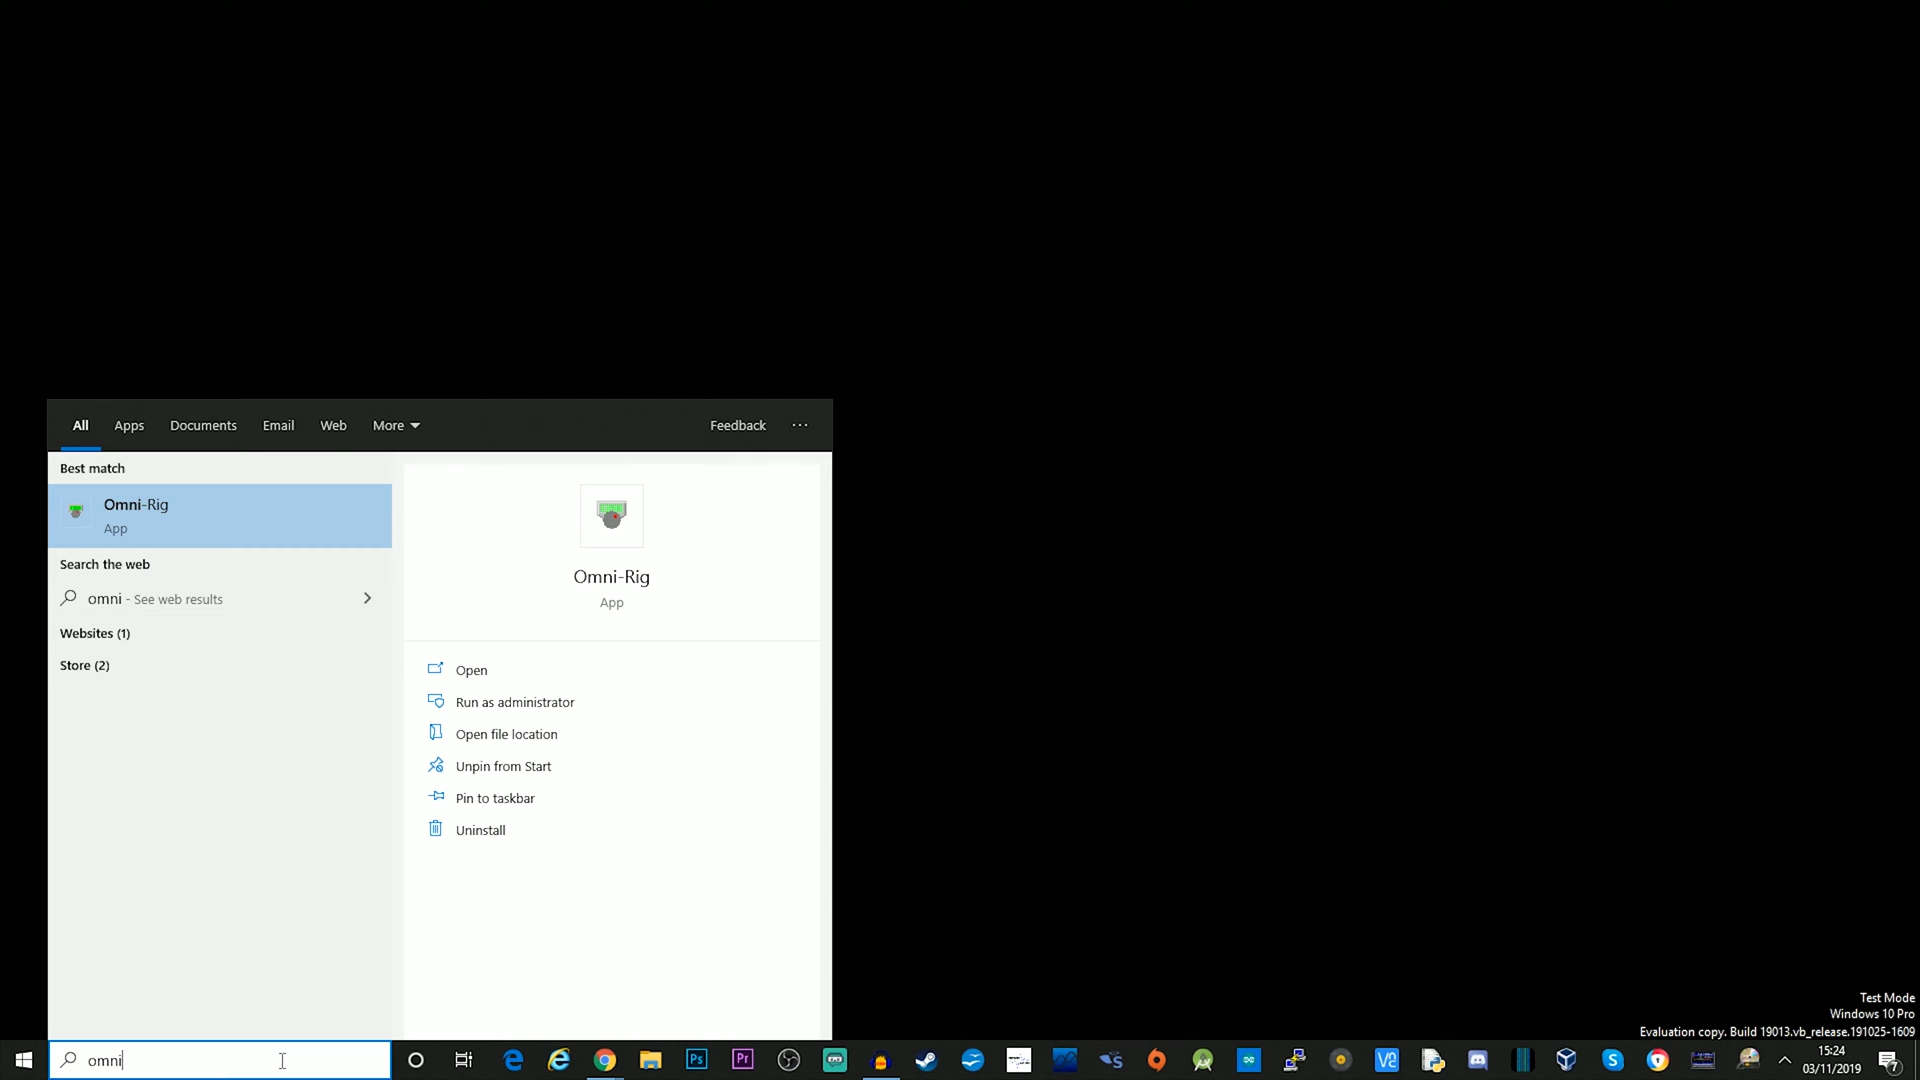 All Apps Documents Email Web More Feedback ...
Best match
Omni-Rig
App
Search the web
omni - See web results
Websites (1)
Store (2)
Omni-Rig
App
Open
Run as administrator
Open file location
Unpin from Start
Pin to taskbar
Uninstall
Test Mode
Windows 10 Pro
Evaluation copy. Build 19013.vb_release.191025-1609
omni
Ps
Pr
S
15:24
03/11/2019
7